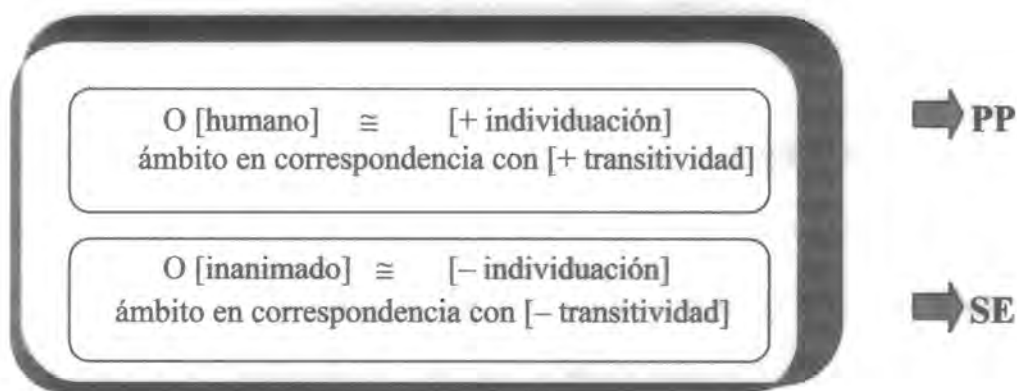 O [humano] ≅ [+ individuación]
ámbito en correspondencia con [+ transitividad]
PP
O [inanimado] ≅ [– individuación]
ámbito en correspondencia con [– transitividad]
SE